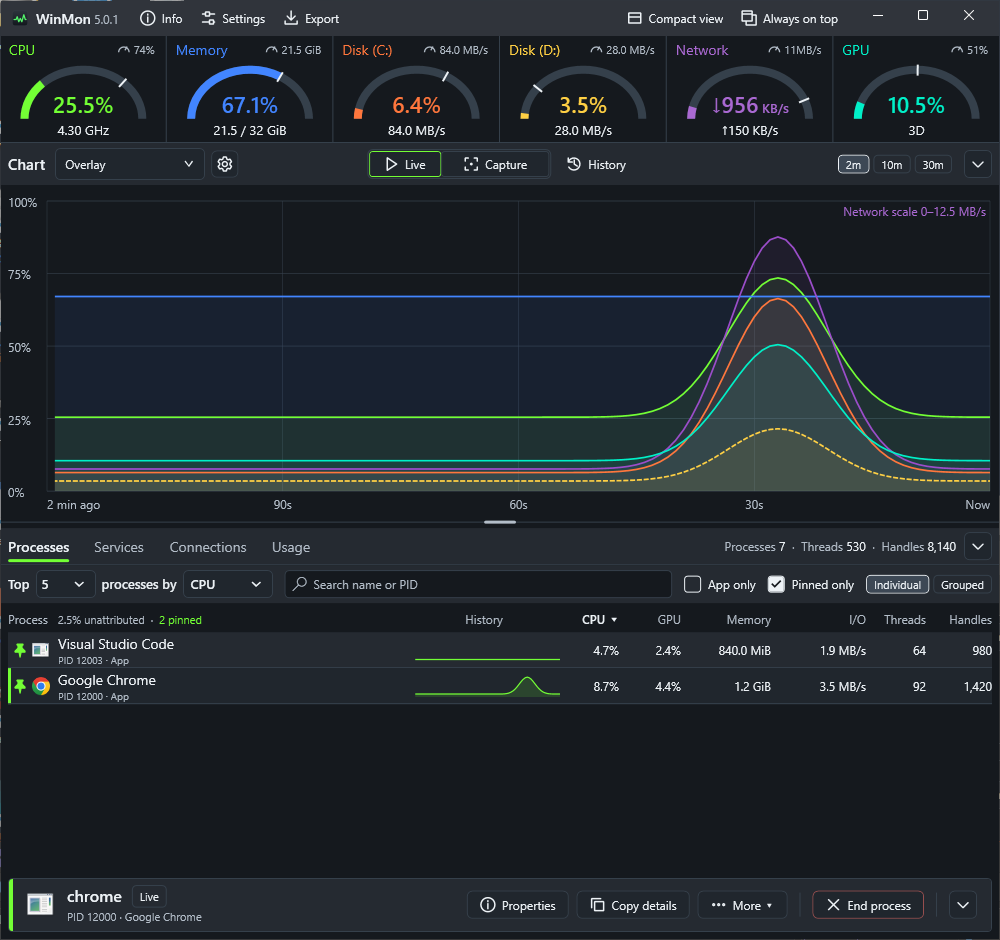 WinMon 5.0.1 Info Settings Export Compact view Always on top
CPU 74%
25.5%
4.30 GHz
Memory 21.5 GiB
67.1%
21.5 / 32 GiB
Disk (C:) 84.0 MB/s
6.4%
84.0 MB/s
Disk (D:) 28.0 MB/s
3.5%
28.0 MB/s
Network 11MB/s
↓956 KB/s
↑150 KB/s
GPU 51%
10.5%
3D
Chart Overlay Live Capture History 2m 10m 30m
100%
Network scale 0–12.5 MB/s
75%
50%
25%
0%
2 min ago 90s 60s 30s Now
Processes Services Connections Usage Processes 7 · Threads 530 · Handles 8,140
Top 5 processes by CPU Search name or PID App only Pinned only Individual Grouped
Process 2.5% unattributed · 2 pinned History CPU ▼ GPU Memory I/O Threads Handles
Visual Studio Code 4.7% 2.4% 840.0 MiB 1.9 MB/s 64 980
PID 12003 · App
Google Chrome 8.7% 4.4% 1.2 GiB 3.5 MB/s 92 1,420
PID 12000 · App
chrome Live
PID 12000 · Google Chrome
Properties Copy details More End process